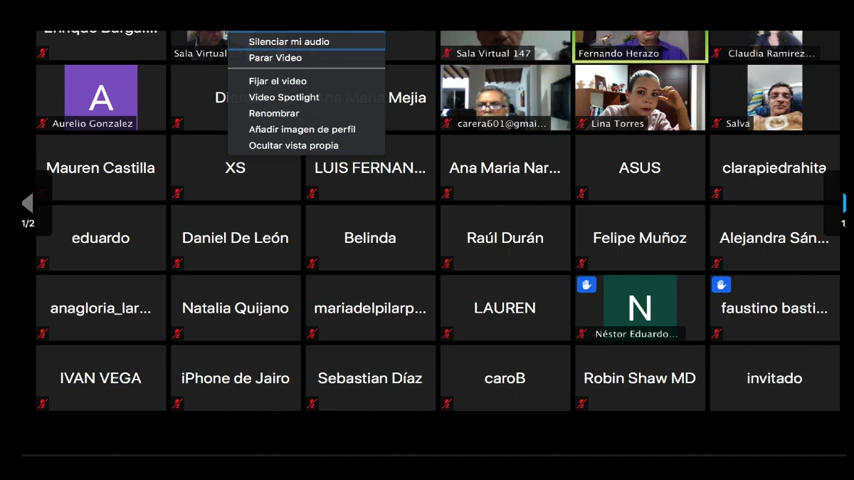 Silenciar mi audio
Sala Virtual
Parar Video
Sala Virtual 147
Fernando Herazo
Claudia Ramirez...
Fijar el video
Video Spotlight
Renombrar
Añadir imagen de perfil
Ocultar vista propia
A
Aurelio Gonzalez
Mejia
carera601@gmai...
Lina Torres
Salva
Mauren Castilla
XS
LUIS FERNAN...
Ana Maria Nar...
ASUS
clarapiedrahita
1/2
eduardo
Daniel De León
Belinda
Raúl Durán
Felipe Muñoz
Alejandra Sán...
anagloria_lar...
Natalia Quijano
mariadelpilarp...
LAUREN
N
Néstor Eduardo...
faustino basti...
IVAN VEGA
iPhone de Jairo
Sebastian Díaz
caroB
Robin Shaw MD
invitado